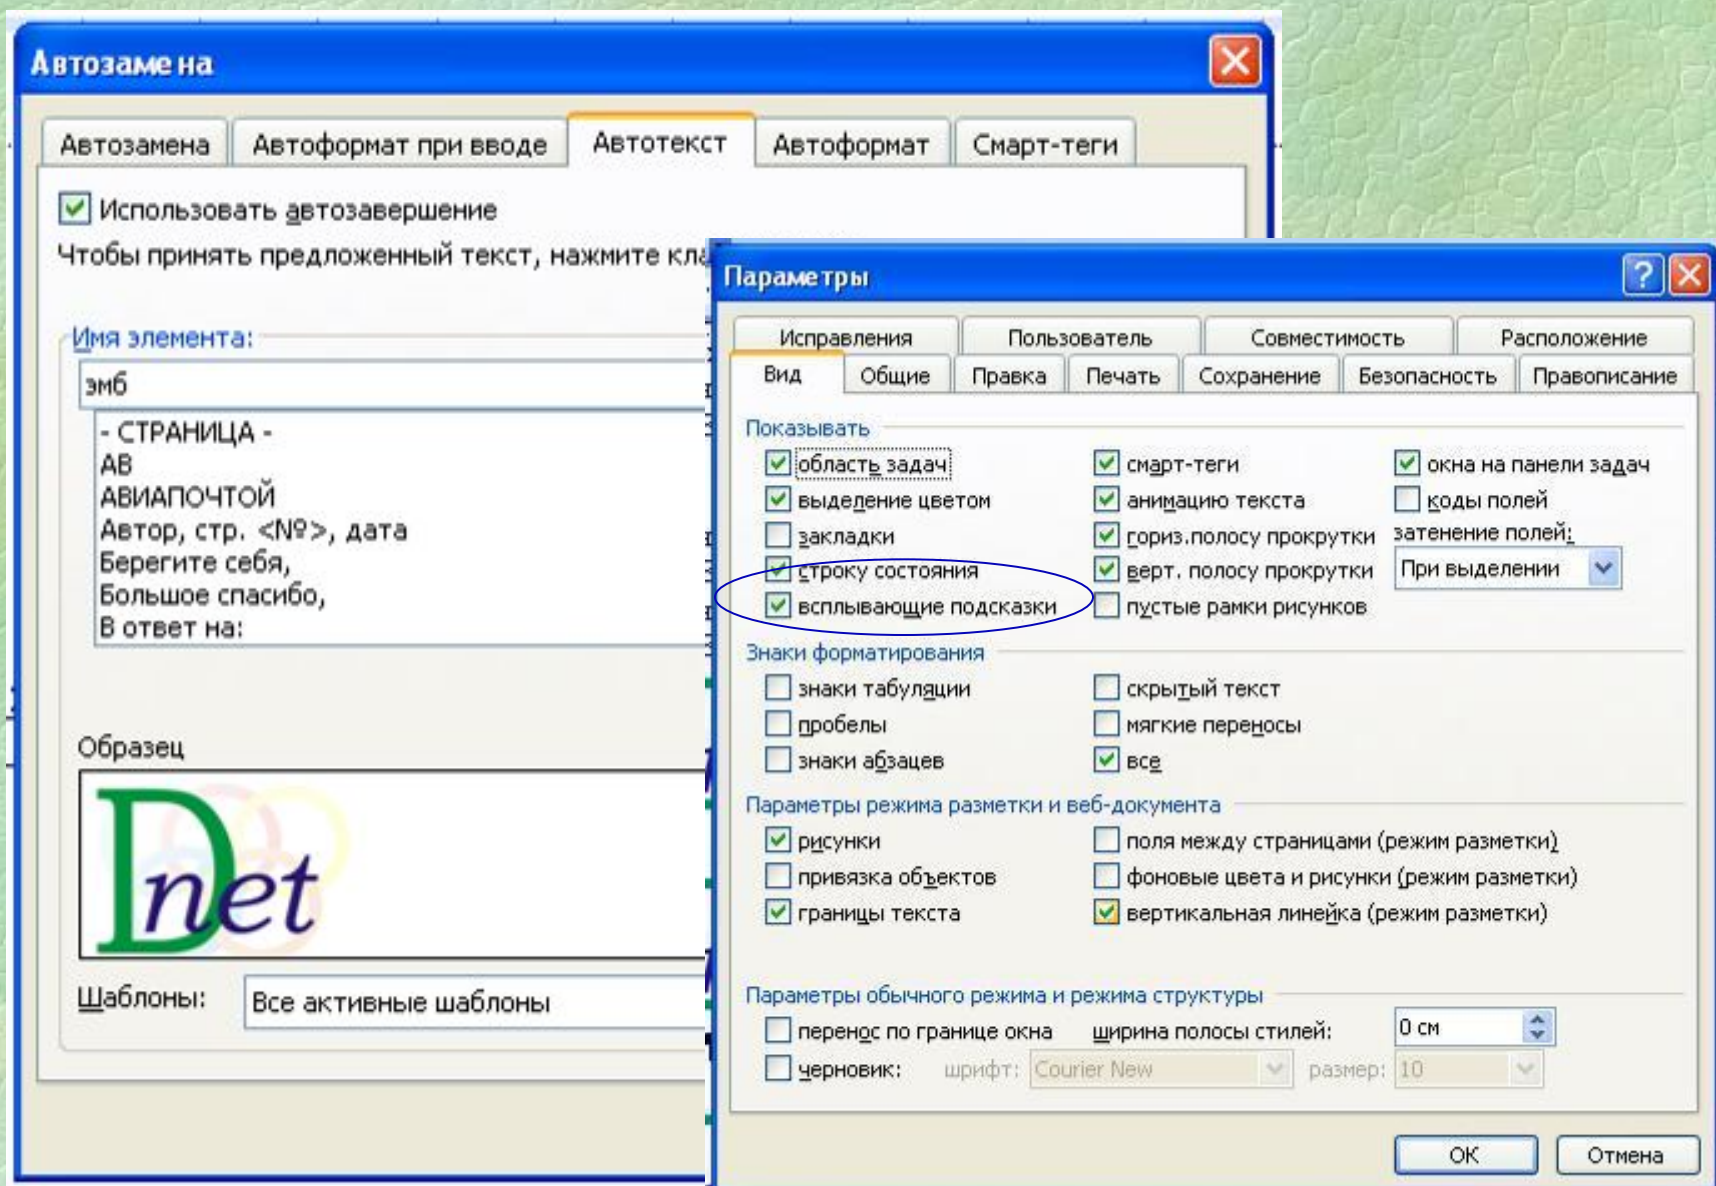 Автозамена
Автозамена Автоформат при вводе Автотекст Автоформат Смарт-теги
Использовать автозавершение
Чтобы принять предложенный текст, нажмите
Имя элемента:
эмб
- СТРАНИЦА -
АВ
АВИАПОЧТОЙ
Автор, стр. <№>, дата
Берегите себя,
Большое спасибо,
В ответ на:
Образец
Dnet
Шаблоны: Все активные шаблоны
Параметры
Исправления Пользователь Совместимость Расположение
Вид Общие Правка Печать Сохранение Безопасность Правописание
Показывать
область задач смарт-теги окна на панели задач
выделение цветом анимацию текста коды полей
закладки гориз.полосу прокрутки затенение полей:
строку состояния верт. полосу прокрутки При выделении
всплывающие подсказки пустые рамки рисунков
Знаки форматирования
знаки табуляции скрытый текст
пробелы мягкие переносы
знаки абзацев все
Параметры режима разметки и веб-документа
рисунки поля между страницами (режим разметки)
привязка объектов фоновые цвета и рисунки (режим разметки)
границы текста вертикальная линейка (режим разметки)
Параметры обычного режима и режима структуры
перенос по границе окна ширина полосы стилей: 0 см
черновик: шрифт: Courier New размер: 10
ОК Отмена